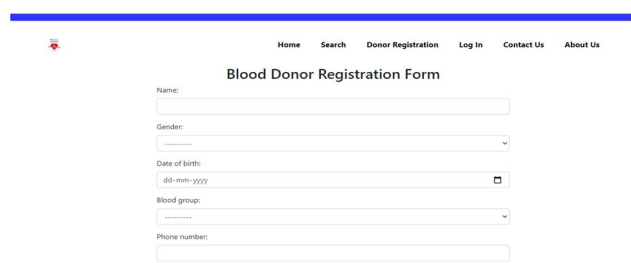 Home Search Donor Registration Log In Contact Us About Us
Blood Donor Registration Form
Name:
Gender:
---------
Date of birth:
dd-mm-yyyy
Blood group:
---------
Phone number: